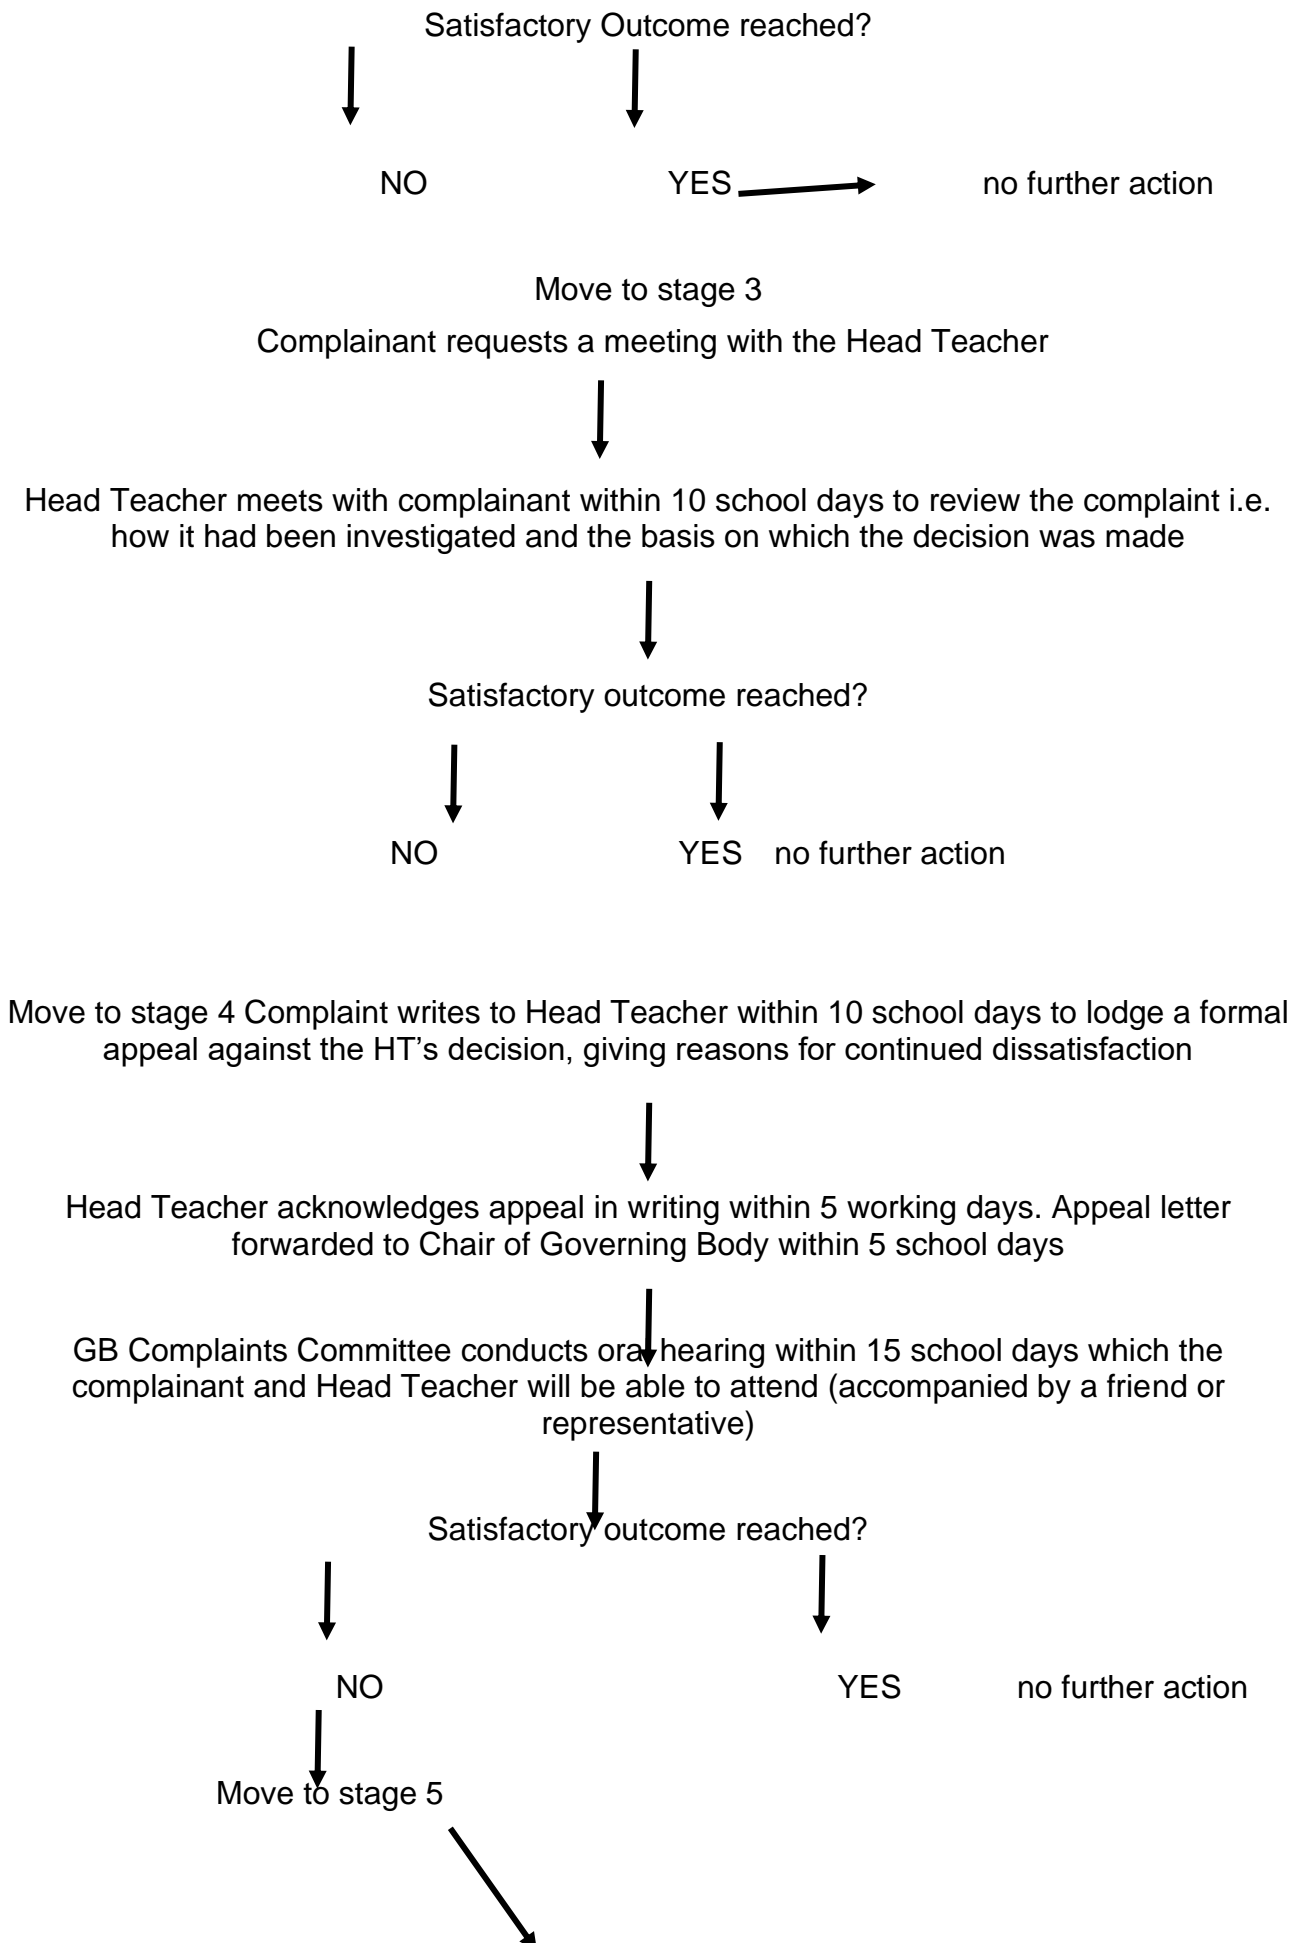 Satisfactory Outcome reached?
NO YES no further action
Move to stage 3
Complainant requests a meeting with the Head Teacher
Head Teacher meets with complainant within 10 school days to review the complaint i.e.
how it had been investigated and the basis on which the decision was made
Satisfactory outcome reached?
NO YES no further action
Move to stage 4 Complaint writes to Head Teacher within 10 school days to lodge a formal
appeal against the HT’s decision, giving reasons for continued dissatisfaction
Head Teacher acknowledges appeal in writing within 5 working days. Appeal letter
forwarded to Chair of Governing Body within 5 school days
GB Complaints Committee conducts oral hearing within 15 school days which the
complainant and Head Teacher will be able to attend (accompanied by a friend or
representative)
Satisfactory outcome reached?
NO YES no further action
Move to stage 5